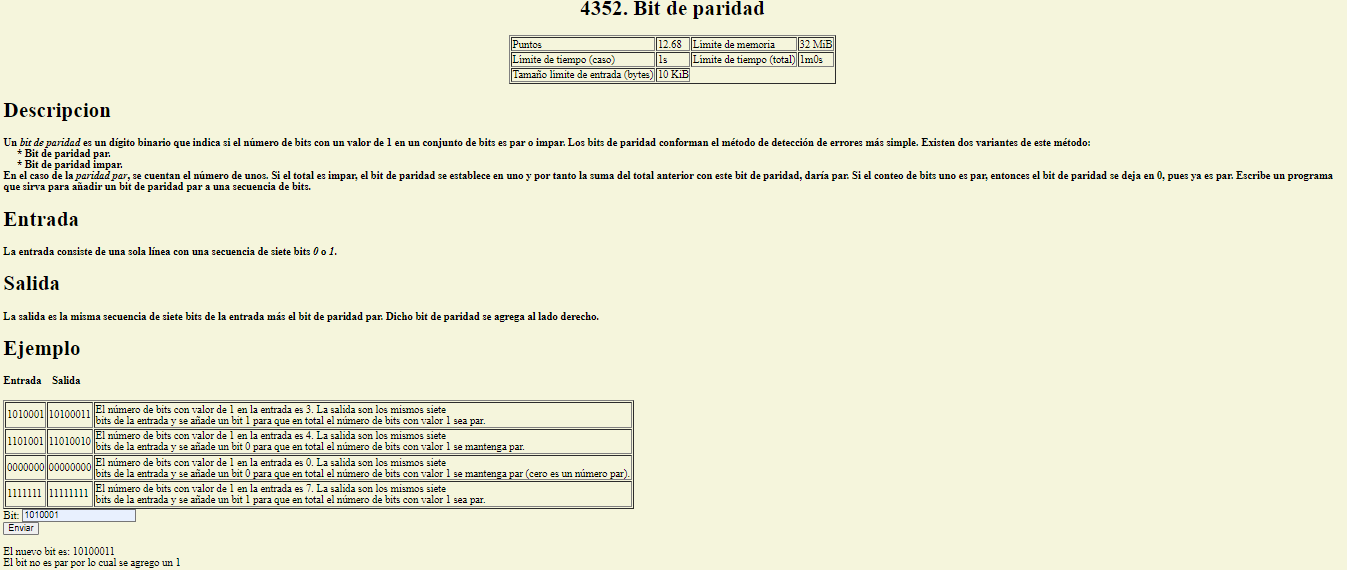 4352. Bit de paridad
Puntos 12.68 Límite de memoria 32 MiB
Límite de tiempo (caso) 1s Límite de tiempo (total) 1m0s
Tamaño límite de entrada (bytes) 10 KiB
Descripcion
Un bit de paridad es un dígito binario que indica si el número de bits con un valor de 1 en un conjunto de bits es par o impar. Los bits de paridad conforman el método de detección de errores más simple. Existen dos variantes de este método:
* Bit de paridad par.
* Bit de paridad impar.
En el caso de la paridad par, se cuentan el número de unos. Si el total es impar, el bit de paridad se establece en uno y por tanto la suma del total anterior con este bit de paridad, daría par. Si el conteo de bits uno es par, entonces el bit de paridad se deja en 0, pues ya es par. Escribe un programa
que sirva para añadir un bit de paridad par a una secuencia de bits.
Entrada
La entrada consiste de una sola línea con una secuencia de siete bits 0 o 1.
Salida
La salida es la misma secuencia de siete bits de la entrada más el bit de paridad par. Dicho bit de paridad se agrega al lado derecho.
Ejemplo
Entrada Salida
1010001 10100011 El número de bits con valor de 1 en la entrada es 3. La salida son los mismos siete
bits de la entrada y se añade un bit 1 para que en total el número de bits con valor 1 sea par.
1101001 11010010 El número de bits con valor de 1 en la entrada es 4. La salida son los mismos siete
bits de la entrada y se añade un bit 0 para que en total el número de bits con valor 1 se mantenga par.
0000000 00000000 El número de bits con valor de 1 en la entrada es 0. La salida son los mismos siete
bits de la entrada y se añade un bit 0 para que en total el número de bits con valor 1 se mantenga par (cero es un número par).
1111111 11111111 El número de bits con valor de 1 en la entrada es 7. La salida son los mismos siete
bits de la entrada y se añade un bit 1 para que en total el número de bits con valor 1 sea par.
Bit: 1010001
Enviar
El nuevo bit es: 10100011
El bit no es par por lo cual se agrego un 1